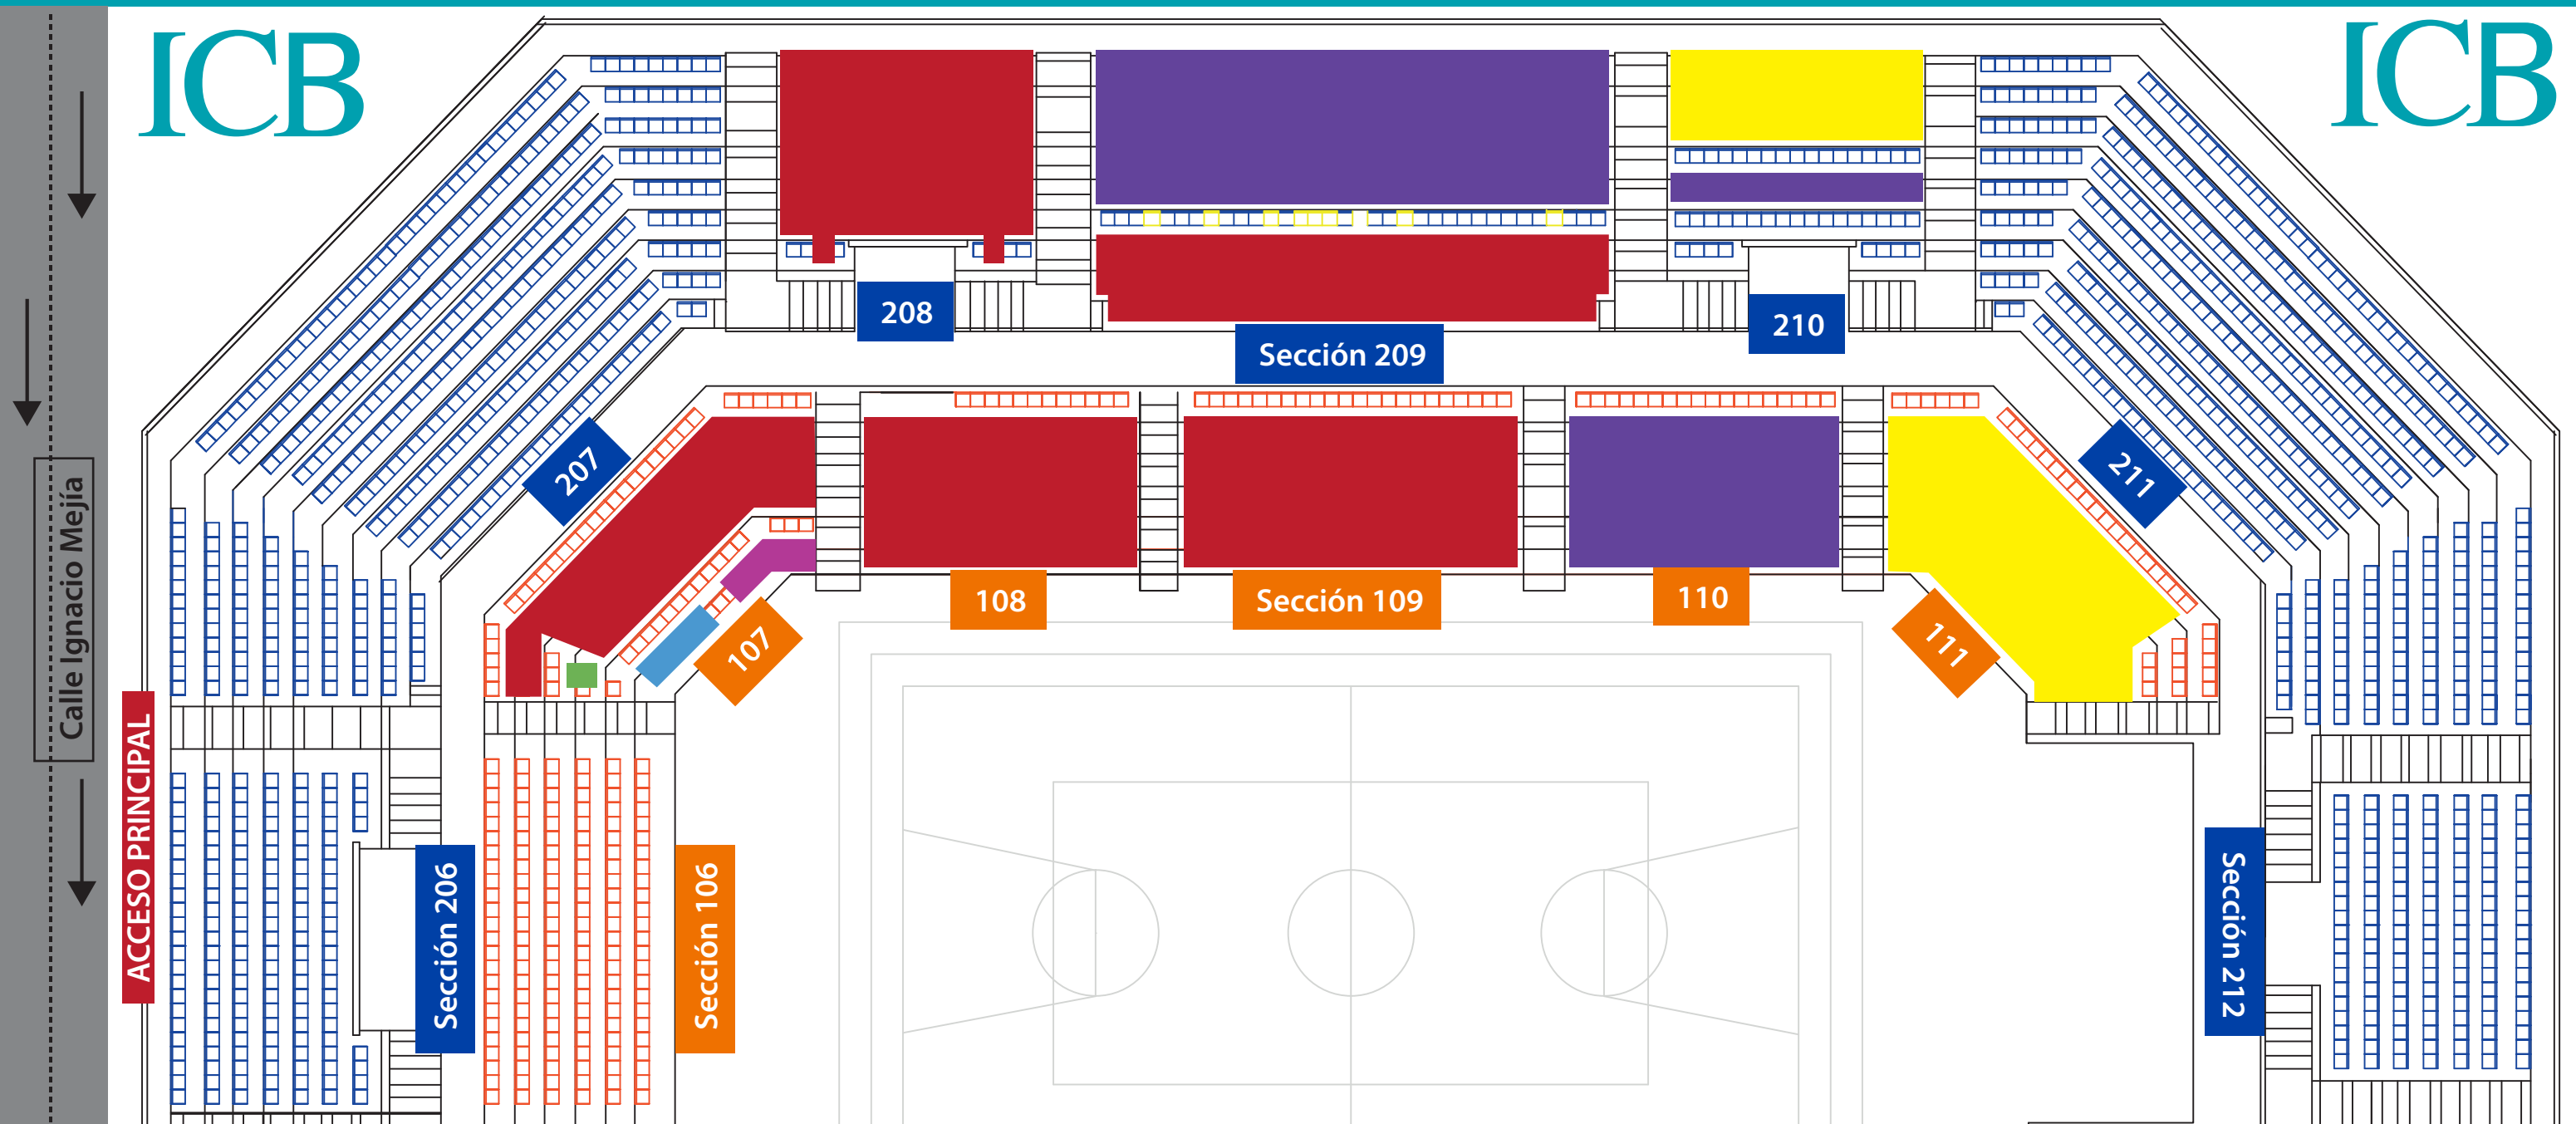 ICB
ICB
208
210
Sección 209
207
211
Calle Ignacio Mejía
108
Sección 109
110
107
111
ACCESO PRINCIPAL
Sección 206
Sección 106
Sección 212